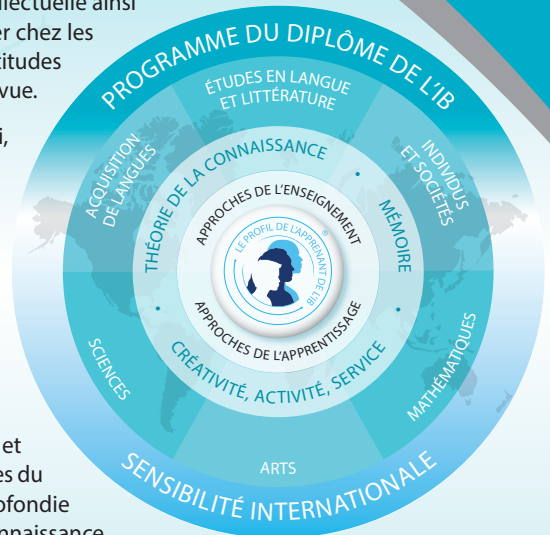 llectuelle ainsi
er chez les
titudes
vue.
i,
et
es du
ofondie
nnaissance
PROGRAMME DU DIPLÔME DE L'IB
ÉTUDES EN LANGUE
ET LITTÉRATURE
ACQUISITION
DE LANGUES
INDIVIDUS
ET SOCIÉTÉS
THÉORIE DE LA CONNAISSANCE
MÉMOIRE
APPROCHES DE L'ENSEIGNEMENT
LE PROFIL DE L'APPRENANT DE L'IB ®
APPROCHES DE L'APPRENTISSAGE
CRÉATIVITÉ, ACTIVITÉ, SERVICE
SCIENCES
MATHÉMATIQUES
ARTS
SENSIBILITÉ INTERNATIONALE